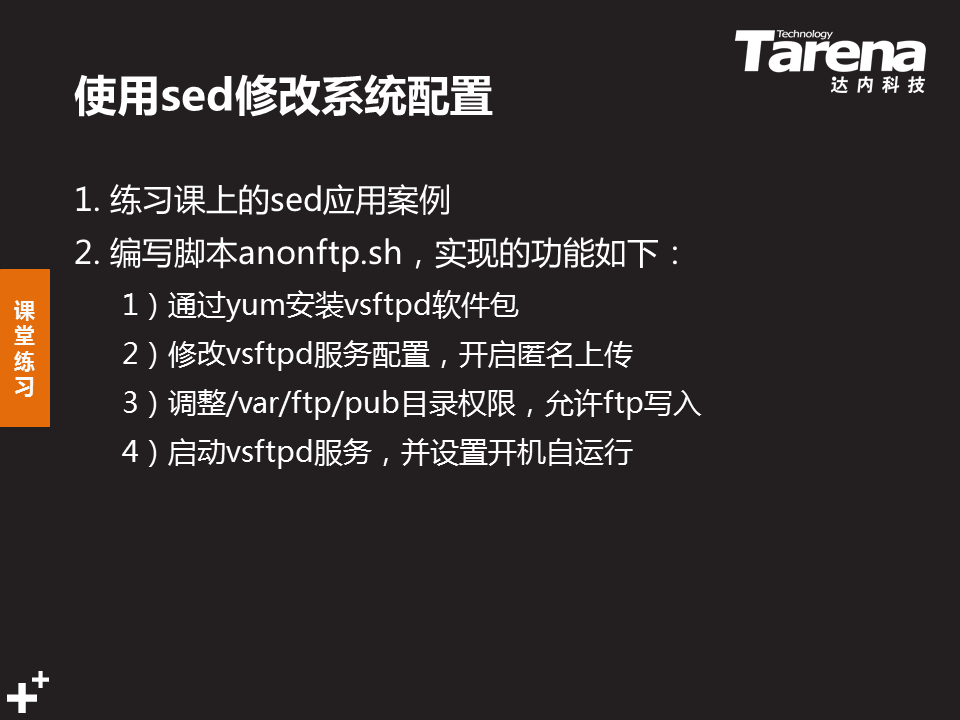 Technology
Tarena
达内科技
使用sed修改系统配置
1. 练习课上的sed应用案例
2. 编写脚本anonftp.sh，实现的功能如下：
1）通过yum安装vsftpd软件包
2）修改vsftpd服务配置，开启匿名上传
3）调整/var/ftp/pub目录权限，允许ftp写入
4）启动vsftpd服务，并设置开机自运行
课
堂
练
习